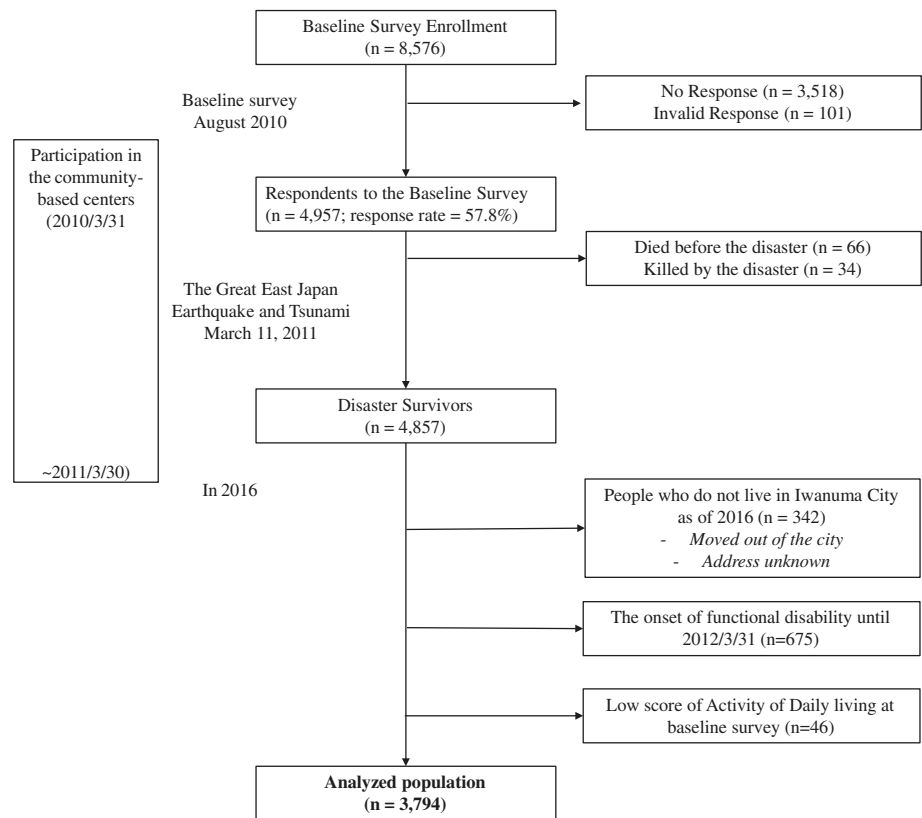 Baseline Survey Enrollment
(n = 8,576)
No Response (n = 3,518)
Invalid Response (n = 101)
Baseline survey
August 2010
Participation in
the community-
based centers
(2010/3/31
~2011/3/30)
Respondents to the Baseline Survey
(n = 4,957; response rate = 57.8%)
Died before the disaster (n = 66)
Killed by the disaster (n = 34)
The Great East Japan
Earthquake and Tsunami
March 11, 2011
Disaster Survivors
(n = 4,857)
In 2016
People who do not live in Iwanuma City
as of 2016 (n = 342)
- Moved out of the city
- Address unknown
The onset of functional disability until
2012/3/31 (n=675)
Low score of Activity of Daily living at
baseline survey (n=46)
Analyzed population
(n = 3,794)